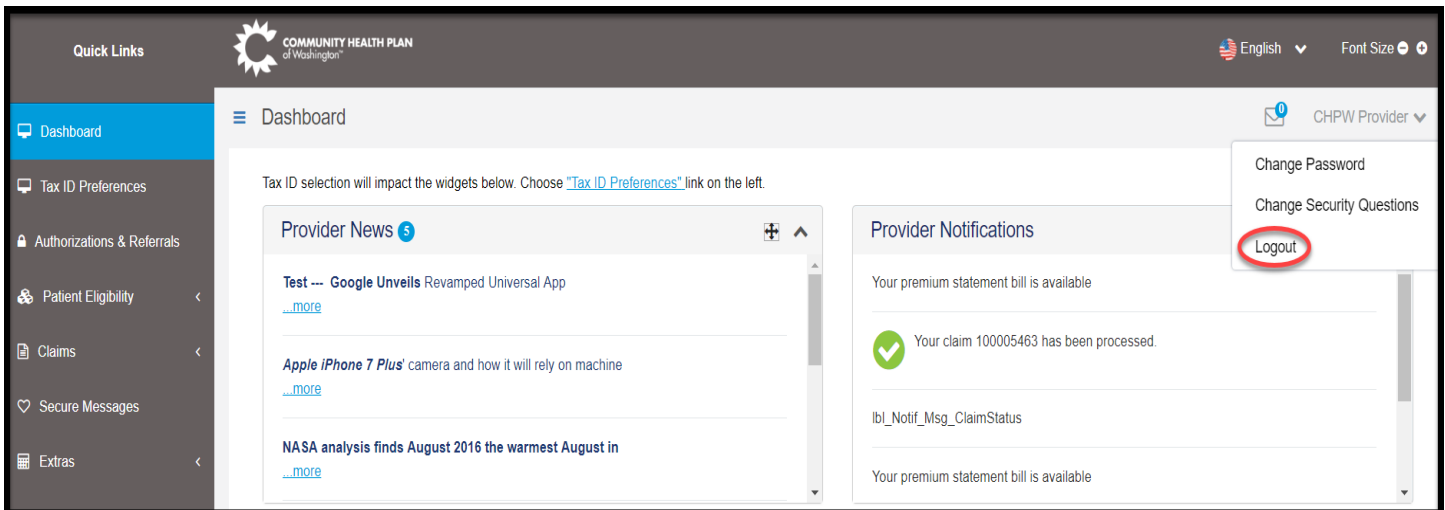 Quick Links
COMMUNITY HEALTH PLAN
of Washington™
English
Font Size
Dashboard
Tax ID Preferences
Authorizations & Referrals
Patient Eligibility
Claims
Secure Messages
Extras
Dashboard
0
CHPW Provider
Change Password
Change Security Questions
Logout
Tax ID selection will impact the widgets below. Choose "Tax ID Preferences" link on the left.
Provider News 5
Test --- Google Unveils Revamped Universal App
...more
Apple iPhone 7 Plus' camera and how it will rely on machine
...more
NASA analysis finds August 2016 the warmest August in
...more
Provider Notifications
Your premium statement bill is available
Your claim 100005463 has been processed.
lbl_Notif_Msg_ClaimStatus
Your premium statement bill is available